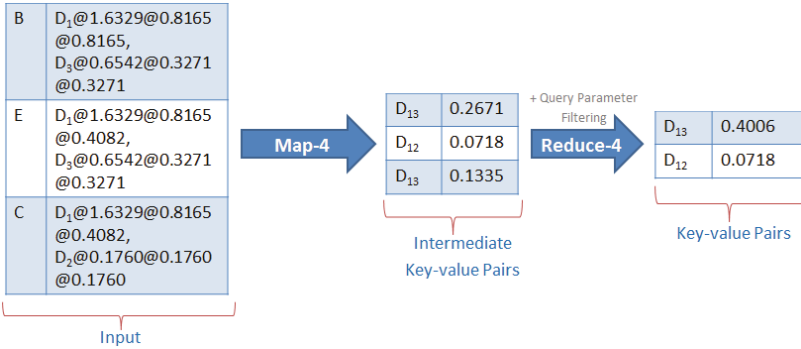 B
D₁@1.6329@0.8165
@0.8165,
D₃@0.6542@0.3271
@0.3271
E
D₁@1.6329@0.8165
@0.4082,
D₃@0.6542@0.3271
@0.3271
C
D₁@1.6329@0.8165
@0.4082,
D₂@0.1760@0.1760
@0.1760
Input
Map-4
D₁₃ 0.2671
D₁₂ 0.0718
D₁₃ 0.1335
Intermediate
Key-value Pairs
+ Query Parameter
Filtering
Reduce-4
D₁₃ 0.4006
D₁₂ 0.0718
Key-value Pairs